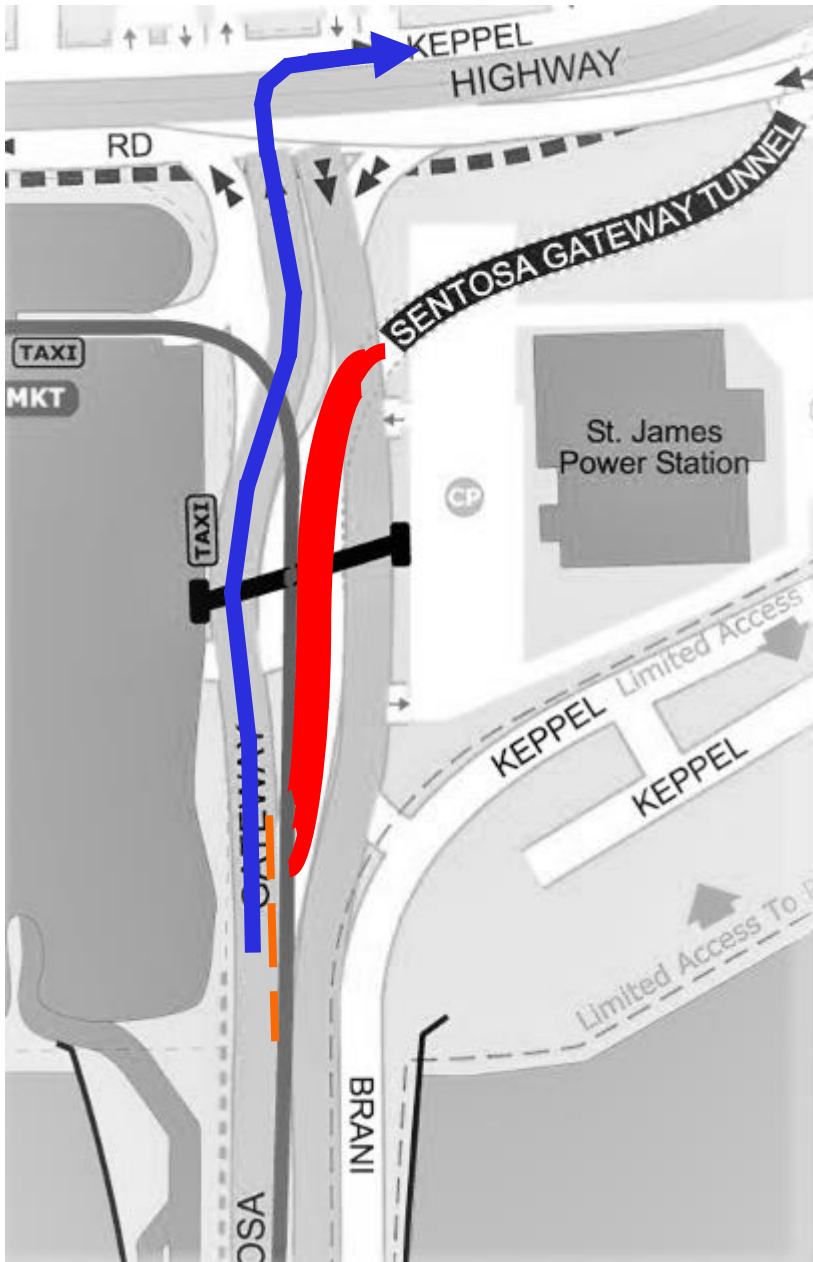 KEPPEL
HIGHWAY
RD
SENTOSA GATEWAY TUNNEL
TAXI
MKT
St. James
Power Station
CP
TAXI
Limited Access
KEPPEL
KEPPEL
GATEWAY
Limited Access To
BRANI
OSA